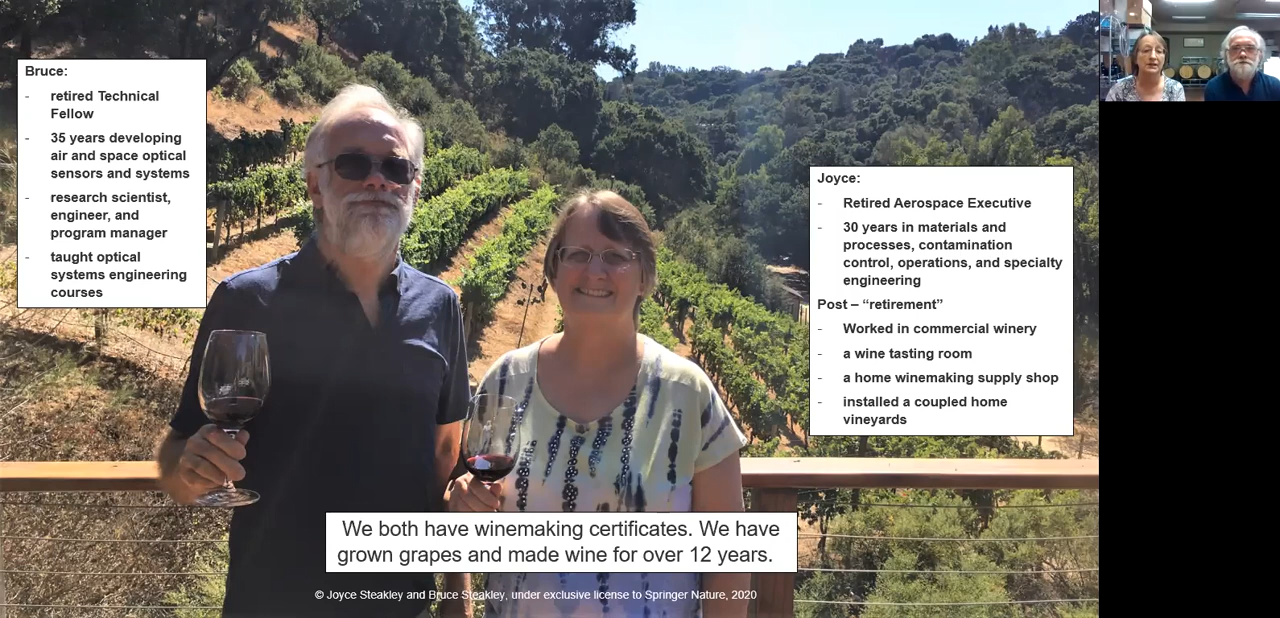 Bruce:
- retired Technical
Fellow
- 35 years developing
air and space optical
sensors and systems
- research scientist,
engineer, and
program manager
- taught optical
systems engineering
courses
Joyce:
- Retired Aerospace Executive
- 30 years in materials and
processes, contamination
control, operations, and specialty
engineering
Post – “retirement”
- Worked in commercial winery
- a wine tasting room
- a home winemaking supply shop
- installed a coupled home
vineyards
We both have winemaking certificates. We have
grown grapes and made wine for over 12 years.
© Joyce Steakley and Bruce Steakley, under exclusive license to Springer Nature, 2020